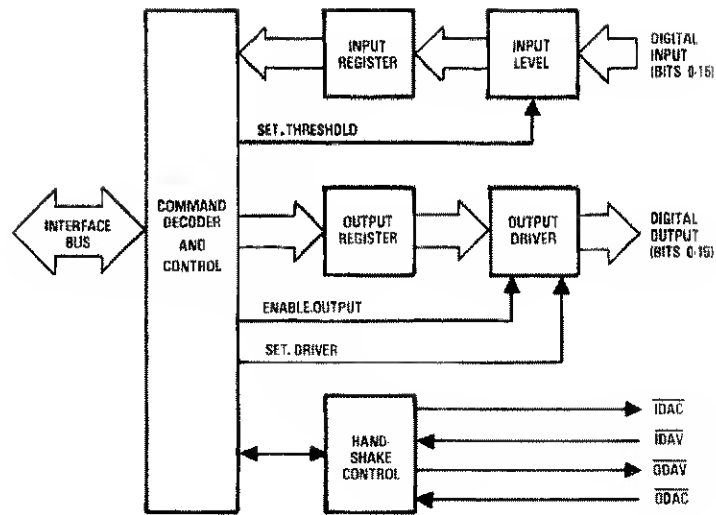 INPUT
REGISTER
INPUT
LEVEL
DIGITAL
INPUT
(BITS 0-15)
SET.THRESHOLD
INTERFACE
BUS
COMMAND
DECODER
AND
CONTROL
OUTPUT
REGISTER
OUTPUT
DRIVER
DIGITAL
OUTPUT
(BITS 0-15)
ENABLE.OUTPUT
SET.DRIVER
HAND-
SHAKE
CONTROL
IDAC
IDAV
ODAV
ODAC